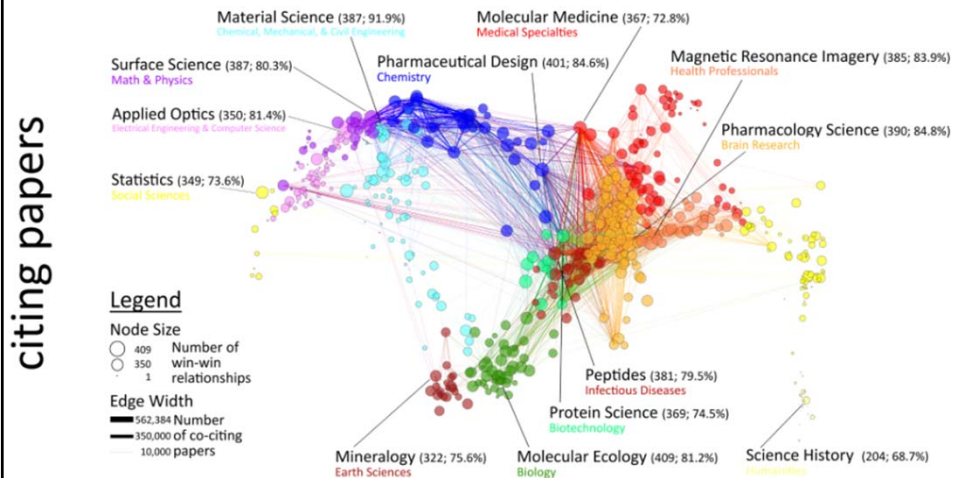 citing papers
Material Science (387; 91.9%)
Chemical, Mechanical, & Civil Engineering
Molecular Medicine (367; 72.8%)
Medical Specialties
Surface Science (387; 80.3%)
Math & Physics
Pharmaceutical Design (401; 84.6%)
Chemistry
Magnetic Resonance Imagery (385; 83.9%)
Health Professionals
Applied Optics (350; 81.4%)
Electrical Engineering & Computer Science
Pharmacology Science (390; 84.8%)
Brain Research
Statistics (349; 73.6%)
Social Sciences
Legend
Node Size
409
350
1
Number of
win-win
relationships
Edge Width
562,384 Number
350,000 of co-citing
10,000 papers
Peptides (381; 79.5%)
Infectious Diseases
Protein Science (369; 74.5%)
Biotechnology
Mineralogy (322; 75.6%)
Earth Sciences
Molecular Ecology (409; 81.2%)
Biology
Science History (204; 68.7%)
Humanities